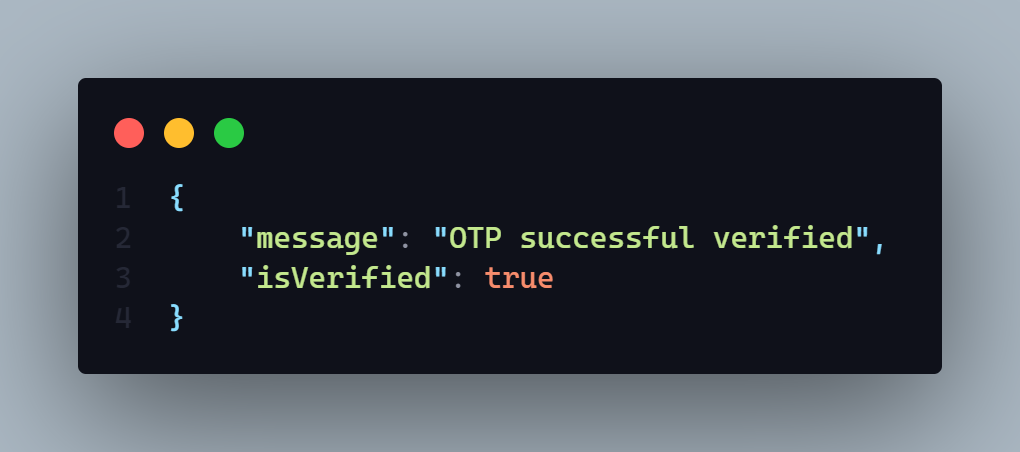 1 {
2 "message": "OTP successful verified",
3 "isVerified": true
4 }